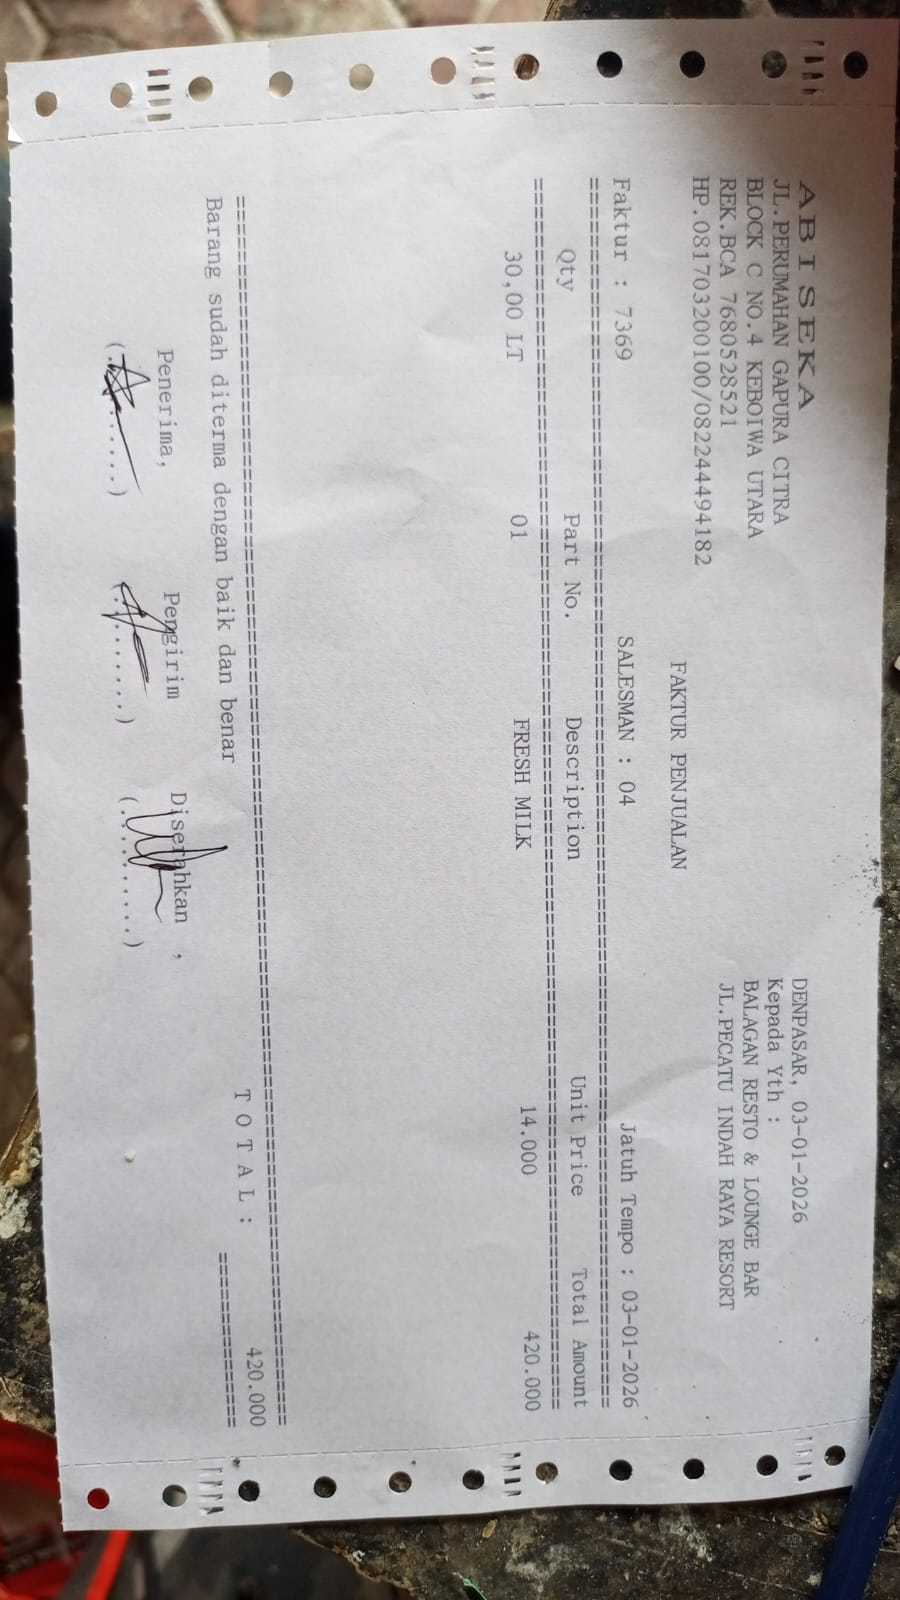 A B I S E K A
JL.PERUMAHAN GAPURA CITRA
BLOCK C NO.4 KEBOIWA UTARA
REK.BCA 7680528521
HP.081703200100/082244494182
DENPASAR, 03-01-2026
Kepada Yth :
BALAGAN RESTO & LOUNGE BAR
JL.PECATU INDAH RAYA RESORT
FAKTUR PENJUALAN
Faktur : 7369 SALESMAN : 04 Jatuh Tempo : 03-01-2026
Qty Part No. Description Unit Price Total Amount
30,00 LT 01 FRESH MILK 14.000 420.000
T O T A L : 420.000
Barang sudah diterma dengan baik dan benar
Penerima, Pengirim Diserahkan ,
(..........) (..........) (..........)